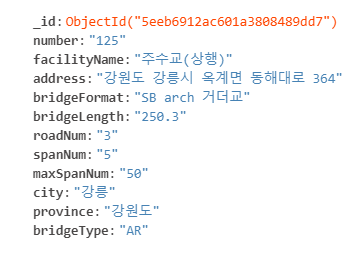 _id: ObjectId("5eeb6912ac601a3808489dd7")
number: "125"
facilityName: "주수교(상행)"
address: "강원도 강릉시 옥계면 동해대로 364"
bridgeFormat: "SB arch 거더교"
bridgeLength: "250.3"
roadNum: "3"
spanNum: "5"
maxSpanNum: "50"
city: "강릉"
province: "강원도"
bridgeType: "AR"